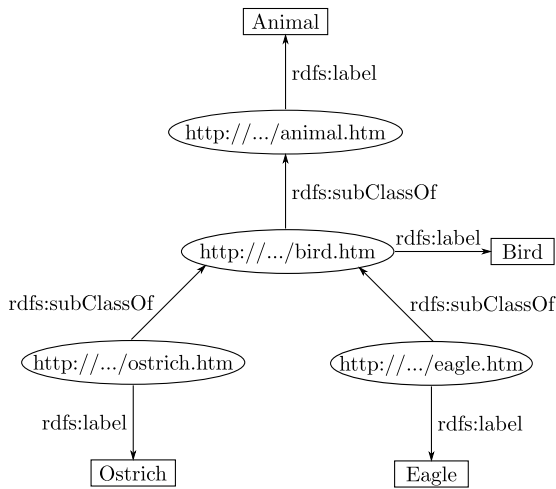 Animal
rdfs:label
http://.../animal.htm
rdfs:subClassOf
http://.../bird.htm
rdfs:label
Bird
rdfs:subClassOf
rdfs:subClassOf
http://.../ostrich.htm
http://.../eagle.htm
rdfs:label
rdfs:label
Ostrich
Eagle